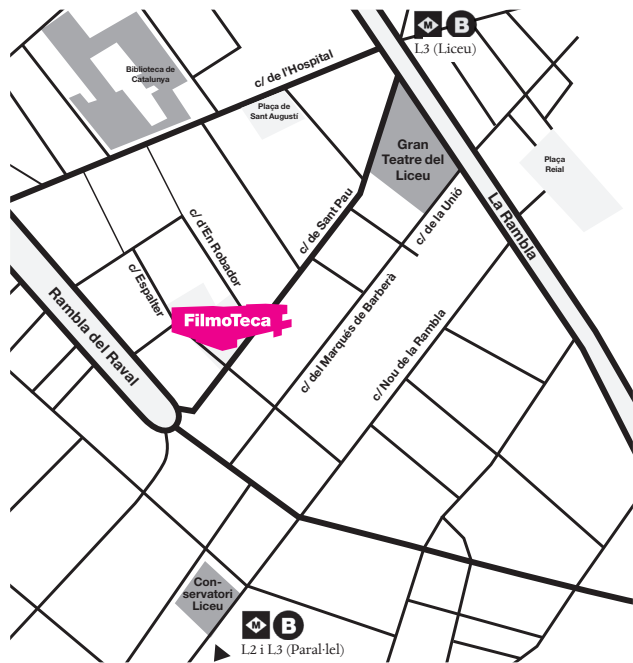 M B
L3 (Liceu)
Biblioteca de
Catalunya
c/ de l'Hospital
Plaça de
Sant Augustí
Gran
Teatre del
Liceu
Plaça
Reial
c/ d'En Robador
c/ de Sant Pau
c/ de la Unió
La Rambla
c/ Espalter
Rambla del Raval
FilmoTeca
c/ del Marqués de Barberà
c/ Nou de la Rambla
Con-
servatori
Liceu
M B
L2 i L3 (Paral·lel)